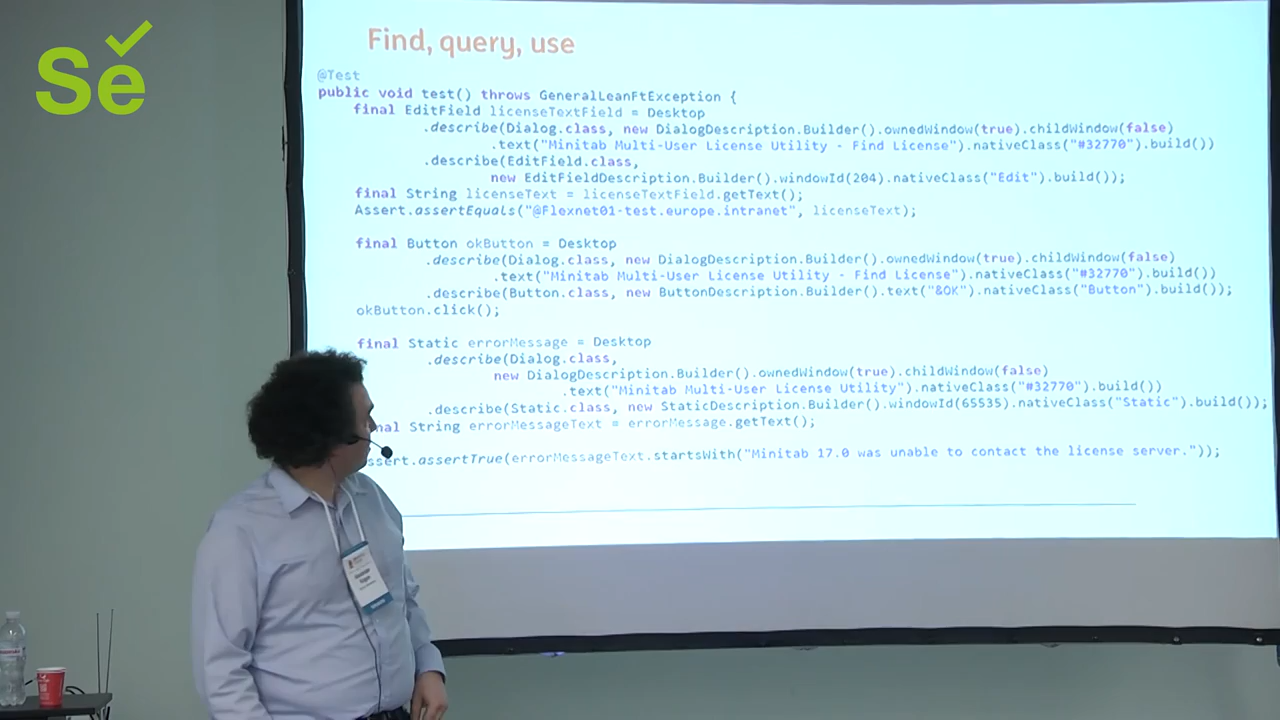 Se
Find, query, use
@Test
public void test() throws GeneralLeanFtException {
final EditField licenseTextField = Desktop
.describe(Dialog.class, new DialogDescription.Builder().ownedWindow(true).childWindow(false)
.text("Minitab Multi-User License Utility - Find License").nativeClass("#32770").build())
.describe(EditField.class,
new EditFieldDescription.Builder().windowId(204).nativeClass("Edit").build());
final String licenseText = licenseTextField.getText();
Assert.assertEquals("@Flexnet01-test.europe.intranet", licenseText);
final Button okButton = Desktop
.describe(Dialog.class, new DialogDescription.Builder().ownedWindow(true).childWindow(false)
.text("Minitab Multi-User License Utility - Find License").nativeClass("#32770").build())
.describe(Button.class, new ButtonDescription.Builder().text("&OK").nativeClass("Button").build());
okButton.click();
final Static errorMessage = Desktop
.describe(Dialog.class,
new DialogDescription.Builder().ownedWindow(true).childWindow(false)
.text("Minitab Multi-User License Utility").nativeClass("#32770").build())
.describe(Static.class, new StaticDescription.Builder().windowId(65535).nativeClass("Static").build());
nal String errorMessageText = errorMessage.getText();
ssert.assertTrue(errorMessageText.startsWith("Minitab 17.0 was unable to contact the license server."));